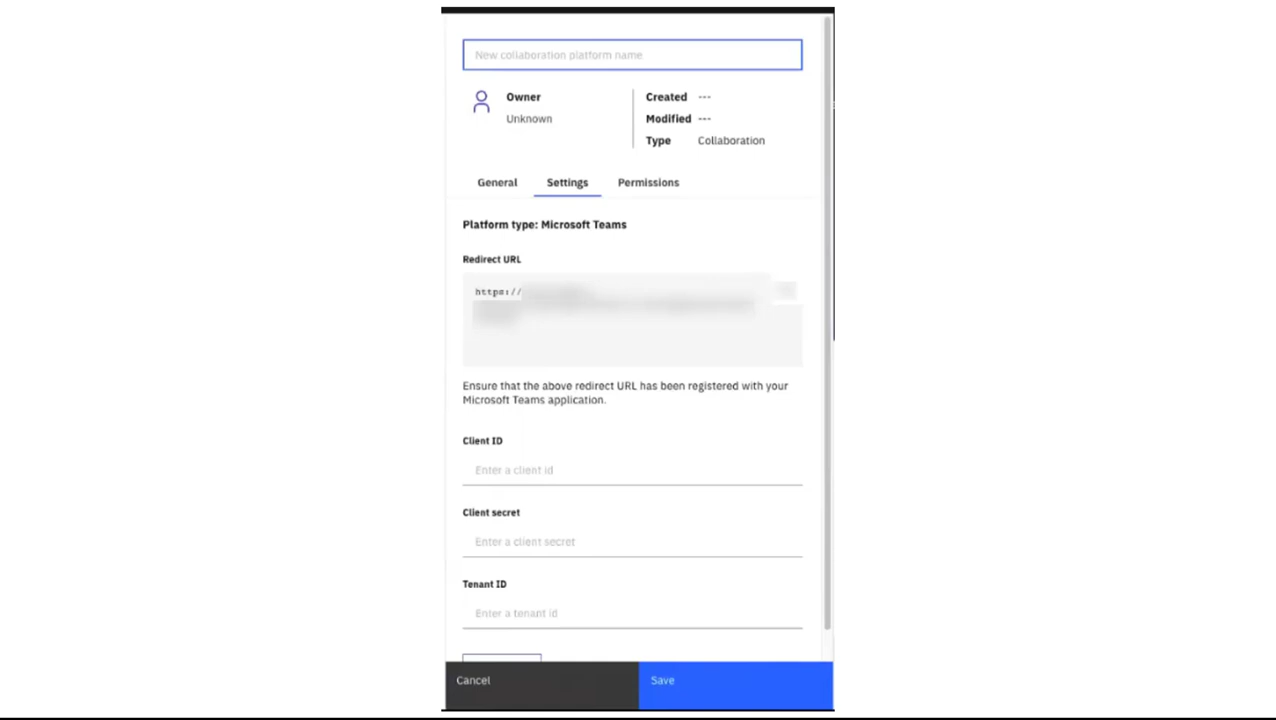 New collaboration platform name
Owner
Unknown
Created ---
Modified ---
Type Collaboration
General Settings Permissions
Platform type: Microsoft Teams
Redirect URL
https://
Ensure that the above redirect URL has been registered with your
Microsoft Teams application.
Client ID
Enter a client id
Client secret
Enter a client secret
Tenant ID
Enter a tenant id
Cancel Save